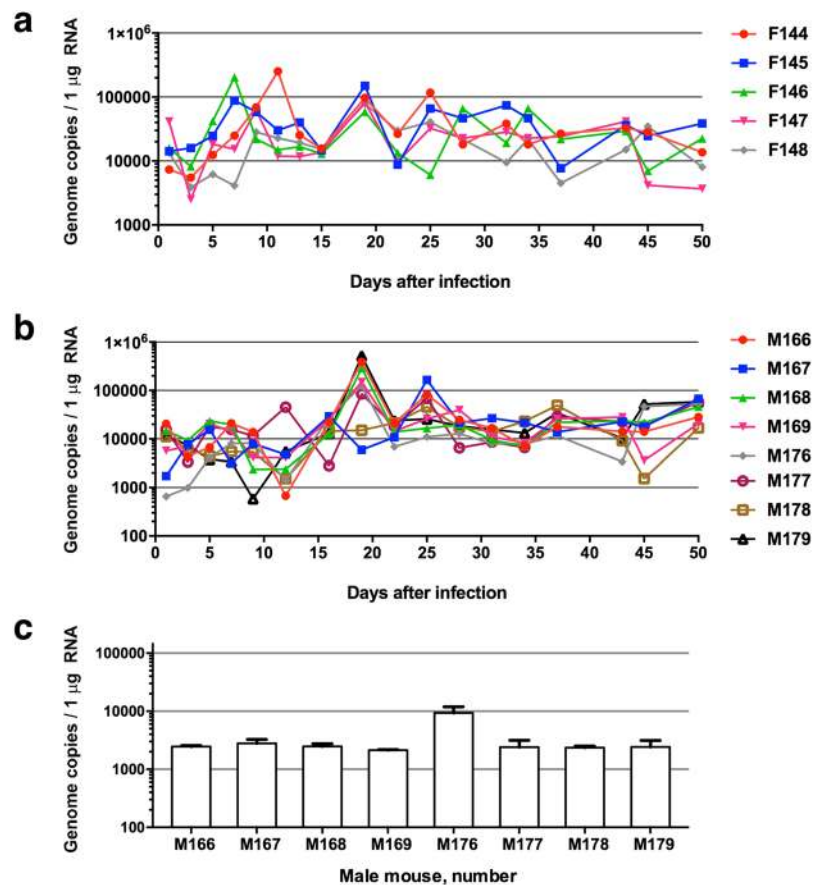 a
Genome copies / 1 µg RNA
1×10⁶
100000
10000
1000
0 5 10 15 20 25 30 35 40 45 50
Days after infection
F144
F145
F146
F147
F148
b
Genome copies / 1 µg RNA
1×10⁶
100000
10000
1000
100
0 5 10 15 20 25 30 35 40 45 50
Days after infection
M166
M167
M168
M169
M176
M177
M178
M179
c
Genome copies / 1 µg RNA
100000
10000
1000
100
M166 M167 M168 M169 M176 M177 M178 M179
Male mouse, number